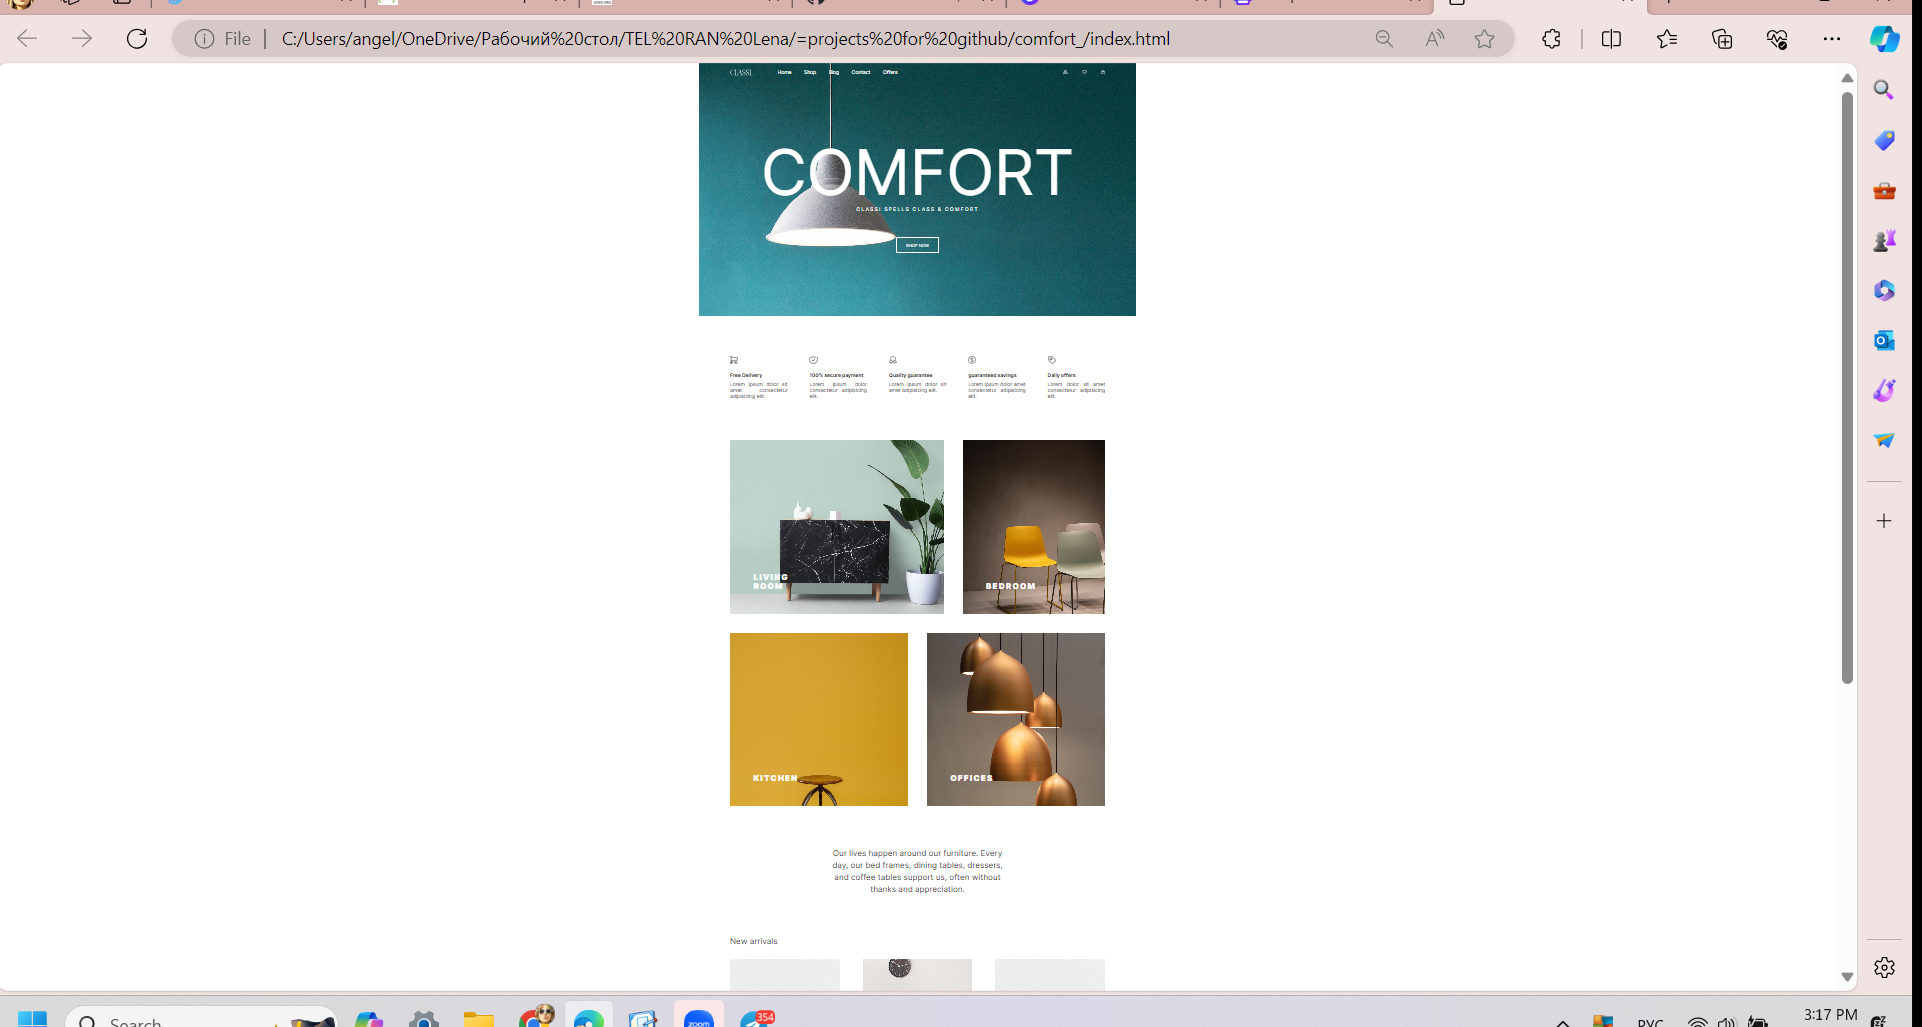 File
C:/Users/angel/OneDrive/Рабочий%20стол/TEL%20RAN%20Lena/=projects%20for%20github/comfort_/index.html
CLASSI.
Home
Shop
Blog
Contact
Offers
COMFORT
CLASSI SPELLS CLASS & COMFORT
SHOP NOW
Free Delivery
Lorem ipsum dolor sit
amet consectetur
adipisicing elit.
100% secure payment
Lorem ipsum dolor
consectetur adipisicing
elit.
Quality guarantee
Lorem ipsum dolor sit
amet adipisicing elit.
guaranteed savings
Lorem ipsum dolor amet
consectetur adipisicing
elit.
Daily offers
Lorem dolor sit amet
consectetur adipisicing
elit.
LIVING
ROOM
BEDROOM
KITCHEN
OFFICES
Our lives happen around our furniture. Every
day, our bed frames, dining tables, dressers,
and coffee tables support us, often without
thanks and appreciation.
New arrivals
Search
zoom
354
РУС
3:17 PM